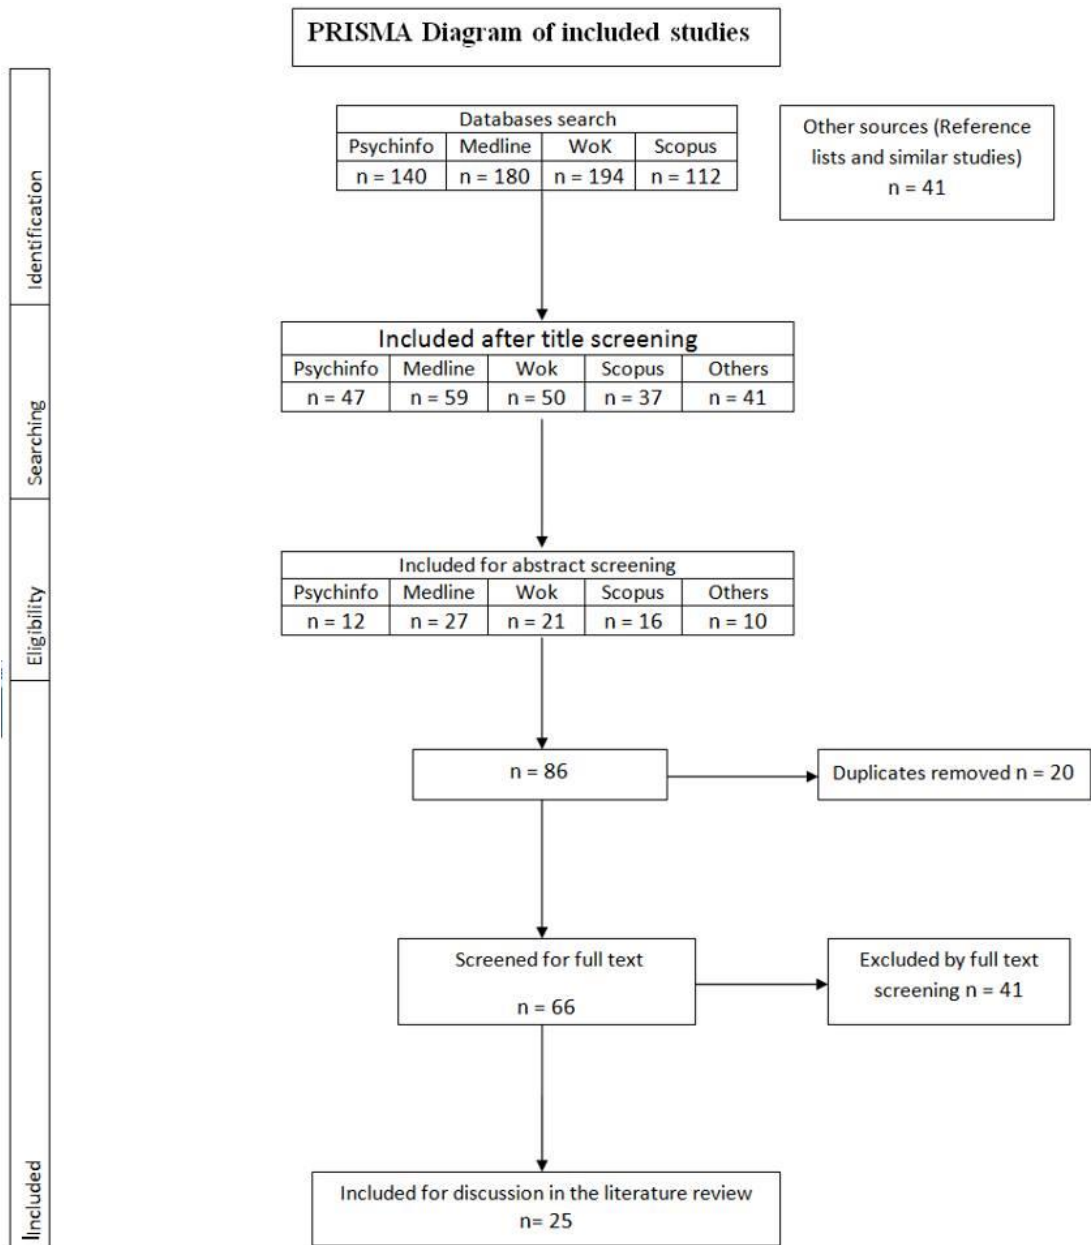 PRISMA Diagram of included studies
Identification
Databases search
Psychinfo Medline WoK Scopus
n = 140 n = 180 n = 194 n = 112
Other sources (Reference
lists and similar studies)
n = 41
Searching
Included after title screening
Psychinfo Medline Wok Scopus Others
n = 47 n = 59 n = 50 n = 37 n = 41
Eligibility
Included for abstract screening
Psychinfo Medline Wok Scopus Others
n = 12 n = 27 n = 21 n = 16 n = 10
n = 86
Duplicates removed n = 20
Screened for full text
n = 66
Excluded by full text
screening n = 41
IIncluded
Included for discussion in the literature review
n= 25